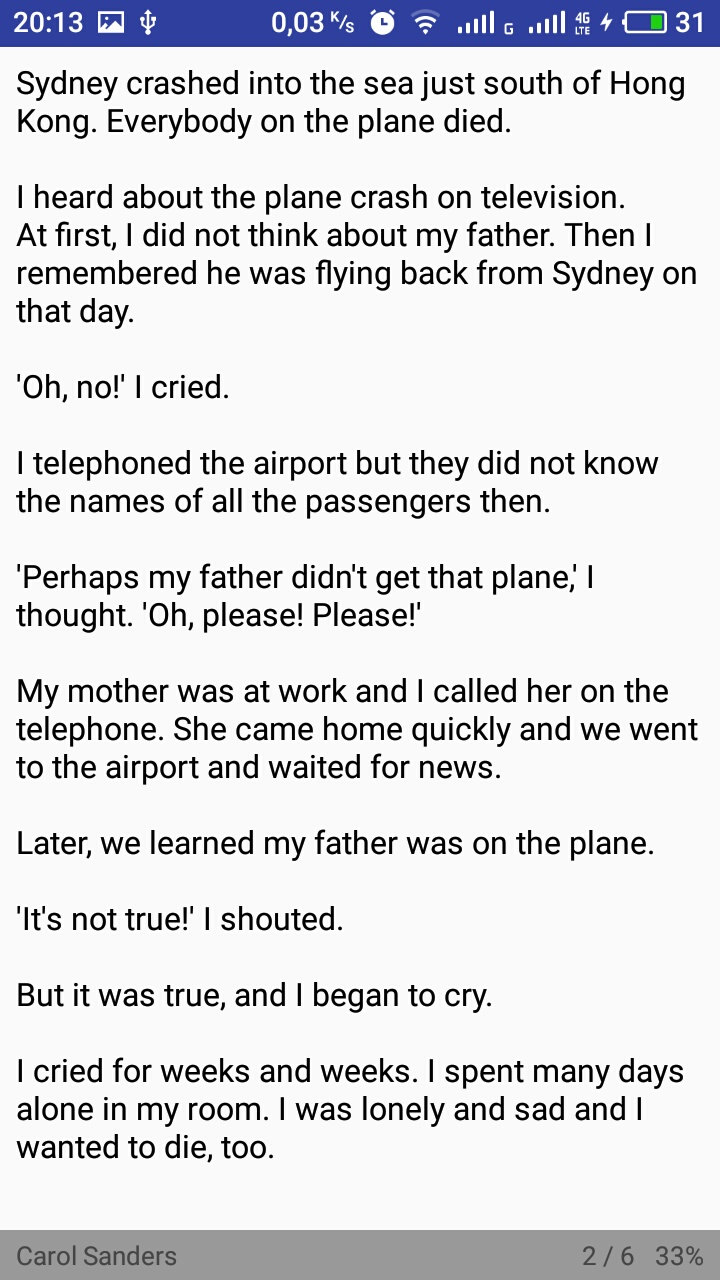 20:13 0,03 K/s G 4G LTE 31
Sydney crashed into the sea just south of Hong
Kong. Everybody on the plane died.
I heard about the plane crash on television.
At first, I did not think about my father. Then I
remembered he was flying back from Sydney on
that day.
'Oh, no!' I cried.
I telephoned the airport but they did not know
the names of all the passengers then.
'Perhaps my father didn't get that plane,' I
thought. 'Oh, please! Please!'
My mother was at work and I called her on the
telephone. She came home quickly and we went
to the airport and waited for news.
Later, we learned my father was on the plane.
'It's not true!' I shouted.
But it was true, and I began to cry.
I cried for weeks and weeks. I spent many days
alone in my room. I was lonely and sad and I
wanted to die, too.
Carol Sanders 2 / 6 33%